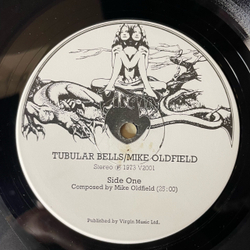 TUBULAR BELLS/MIKE OLDFIELD
Stereo ℗ 1973 V2001
Side One
Composed by Mike Oldfield (25:00)
Published by Virgin Music Ltd.